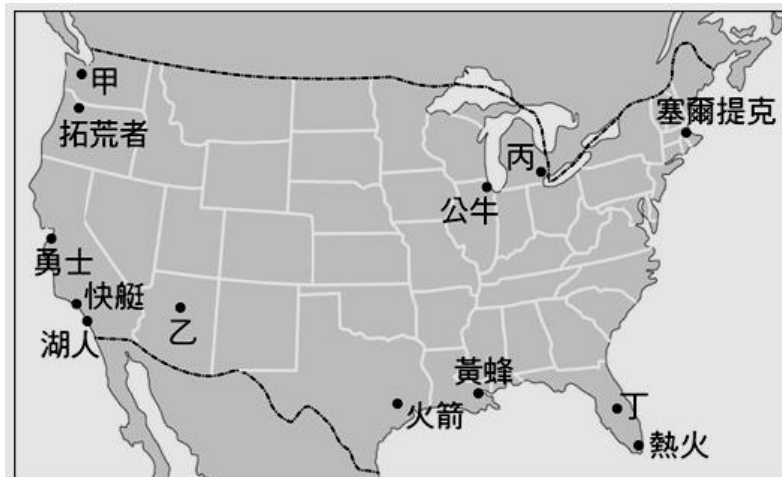 甲
拓荒者
塞爾提克
丙
公牛
勇士
快艇
湖人
乙
黃蜂
火箭
丁
熱火